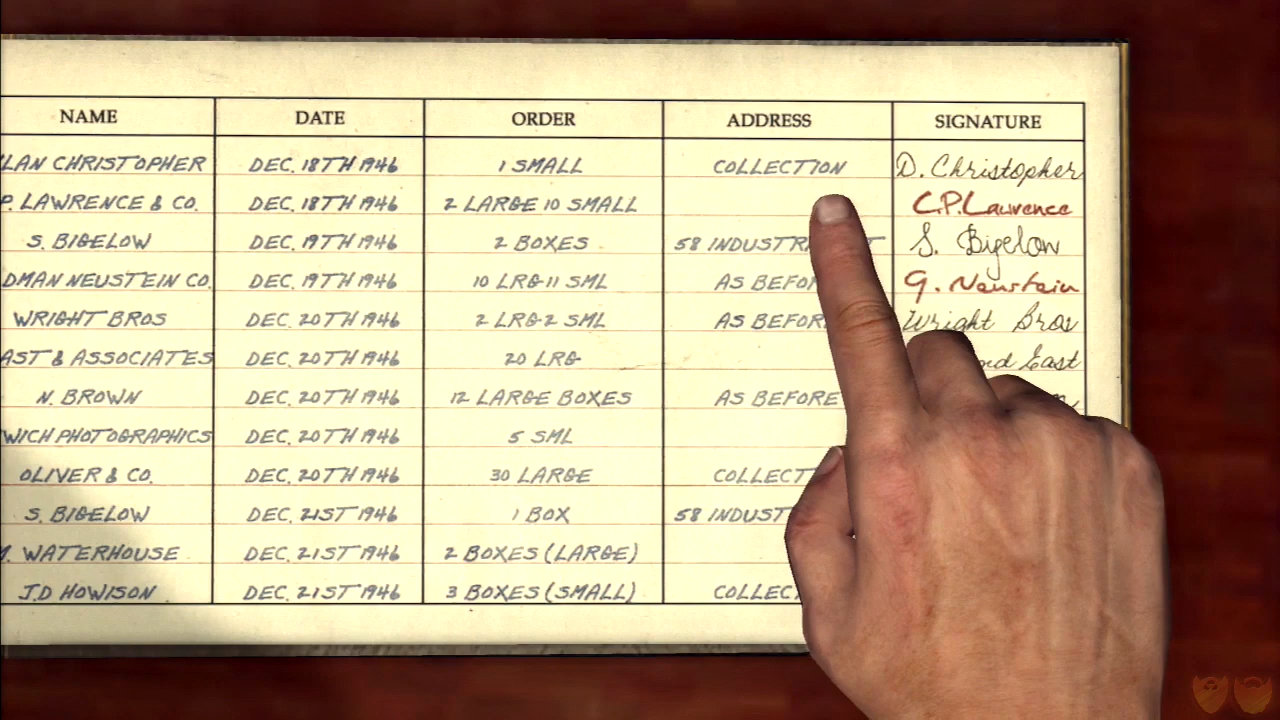 NAME DATE ORDER ADDRESS SIGNATURE
LAN CHRISTOPHER DEC. 18TH 1946 1 SMALL COLLECTION D. Christopher
P. LAWRENCE & CO. DEC. 18TH 1946 2 LARGE 10 SMALL C.P. Lawrence
S. BIGELOW DEC. 19TH 1946 2 BOXES 58 S. Bigelow
DMAN NEUSTEIN CO. DEC. 19TH 1946 10 LRG 11 SML AS BEFO G. Neustein
WRIGHT BROS DEC. 20TH 1946 2 LRG 2 SML AS BEFOR Wright Bros
AST & ASSOCIATES DEC. 20TH 1946 20 LRG East
N. BROWN DEC. 20TH 1946 12 LARGE BOXES AS BEFORE
WICH PHOTOGRAPHICS DEC. 20TH 1946 5 SML
OLIVER & CO. DEC. 20TH 1946 30 LARGE COLLECT
S. BIGELOW DEC. 21ST 1946 1 BOX 58 INDUST
WATERHOUSE DEC. 21ST 1946 2 BOXES (LARGE)
J.D HOWISON DEC. 21ST 1946 3 BOXES (SMALL) COLLEC